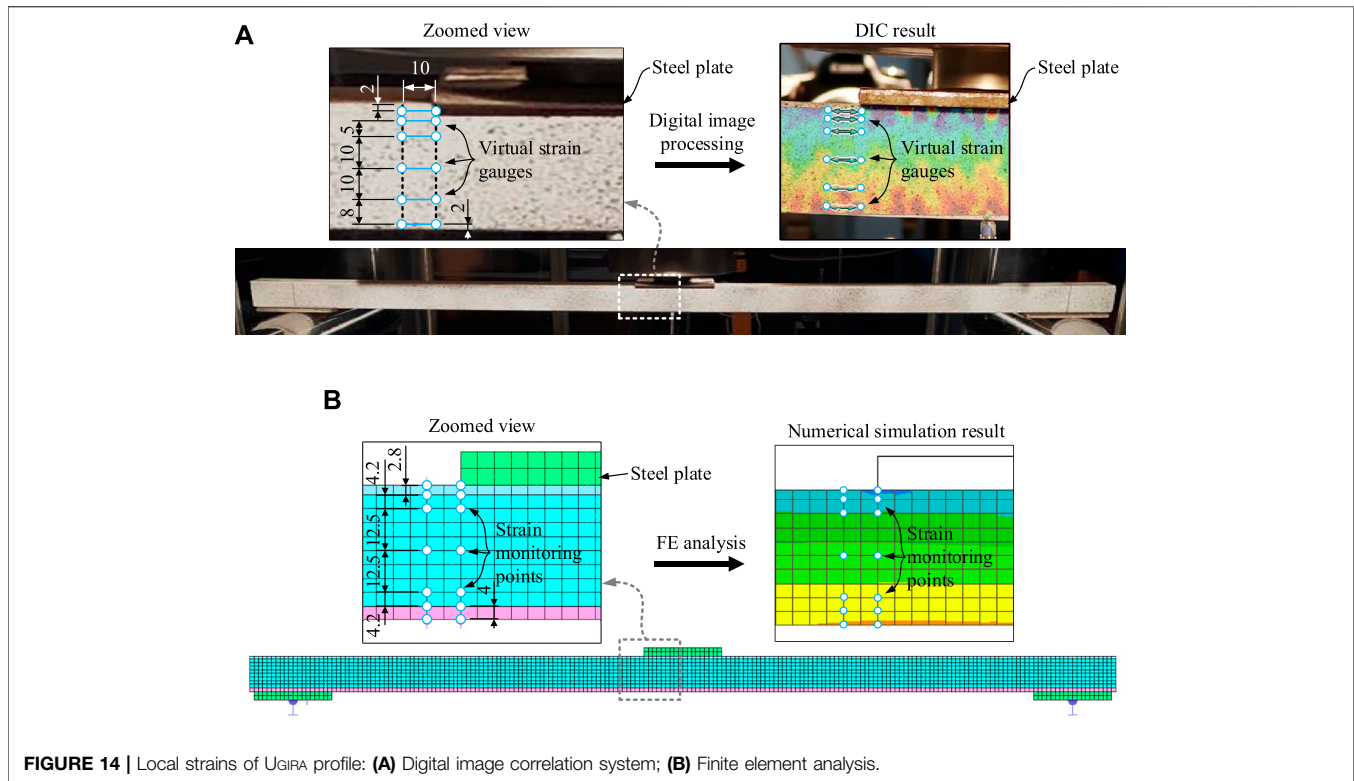 A
Zoomed view
DIC result
10
2
5
10
10
8
2
Steel plate
Virtual strain
gauges
Digital image
processing
Steel plate
Virtual strain
gauges
B
Zoomed view
Numerical simulation result
4.2
2.8
12.5
12.5
4.2
4
Steel plate
Strain
monitoring
points
FE analysis
Strain
monitoring
points
FIGURE 14 | Local strains of UGIRA profile: (A) Digital image correlation system; (B) Finite element analysis.